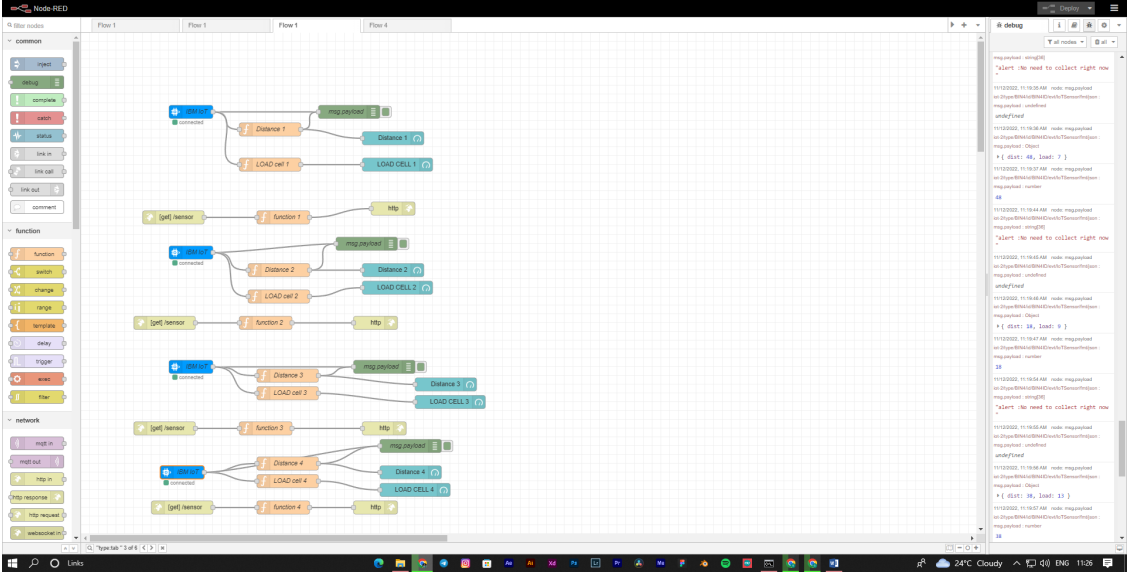 Node-RED
Deploy
filter nodes
Flow 1
Flow 1
Flow 1
Flow 4
debug
all nodes
all
common
inject
debug
complete
catch
status
link in
link call
link out
comment
function
function
switch
change
range
template
delay
trigger
exec
filter
network
mqtt in
mqtt out
http in
http response
http request
websocket in
IBM IoT
connected
msg.payload
Distance 1
Distance 1
LOAD cell 1
LOAD CELL 1
[get] /sensor
function 1
http
IBM IoT
connected
msg.payload
Distance 2
Distance 2
LOAD cell 2
LOAD CELL 2
[get] /sensor
function 2
http
IBM IoT
connected
msg.payload
Distance 3
Distance 3
LOAD cell 3
LOAD CELL 3
[get] /sensor
function 3
http
IBM IoT
connected
msg.payload
Distance 4
Distance 4
LOAD cell 4
LOAD CELL 4
[get] /sensor
function 4
http
"type:tab " 3 of 6
msg.payload : string[38]
"alert :No need to collect right now
"
11/12/2022, 11:19:35 AM node: msg.payload
msg.payload : undefined
undefined
11/12/2022, 11:19:36 AM node: msg.payload
msg.payload : Object
{ dist: 48, load: 7 }
11/12/2022, 11:19:37 AM node: msg.payload
msg.payload : number
48
11/12/2022, 11:19:44 AM node: msg.payload
msg.payload : string[38]
"alert :No need to collect right now
"
11/12/2022, 11:19:45 AM node: msg.payload
msg.payload : undefined
undefined
11/12/2022, 11:19:46 AM node: msg.payload
msg.payload : Object
{ dist: 18, load: 9 }
11/12/2022, 11:19:47 AM node: msg.payload
msg.payload : number
18
11/12/2022, 11:19:54 AM node: msg.payload
msg.payload : string[38]
"alert :No need to collect right now
"
11/12/2022, 11:19:55 AM node: msg.payload
msg.payload : undefined
undefined
11/12/2022, 11:19:56 AM node: msg.payload
msg.payload : Object
{ dist: 38, load: 13 }
11/12/2022, 11:19:57 AM node: msg.payload
msg.payload : number
38
Links
24°C Cloudy
ENG
11:26